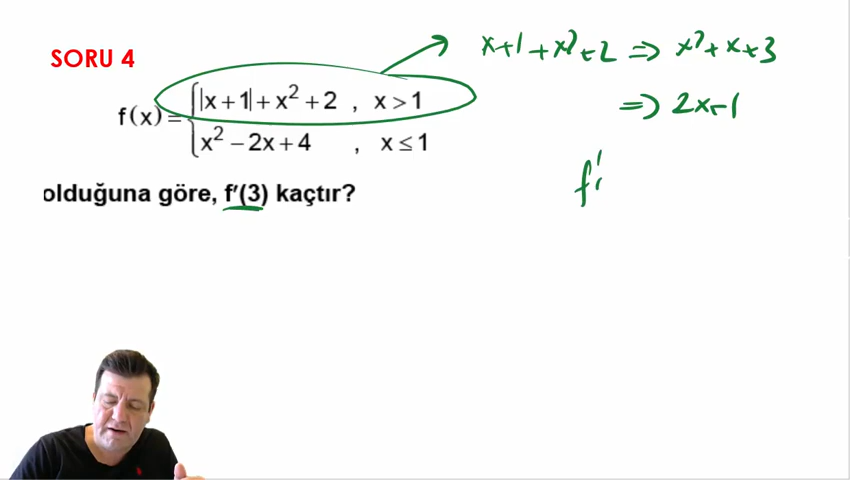 SORU 4
x+1+x²+2 ⇒ x²+x+3
f(x) = { |x+1| + x² + 2 , x > 1
⇒ 2x+1
x² − 2x + 4 , x ≤ 1
f'
olduğuna göre, f'(3) kaçtır?